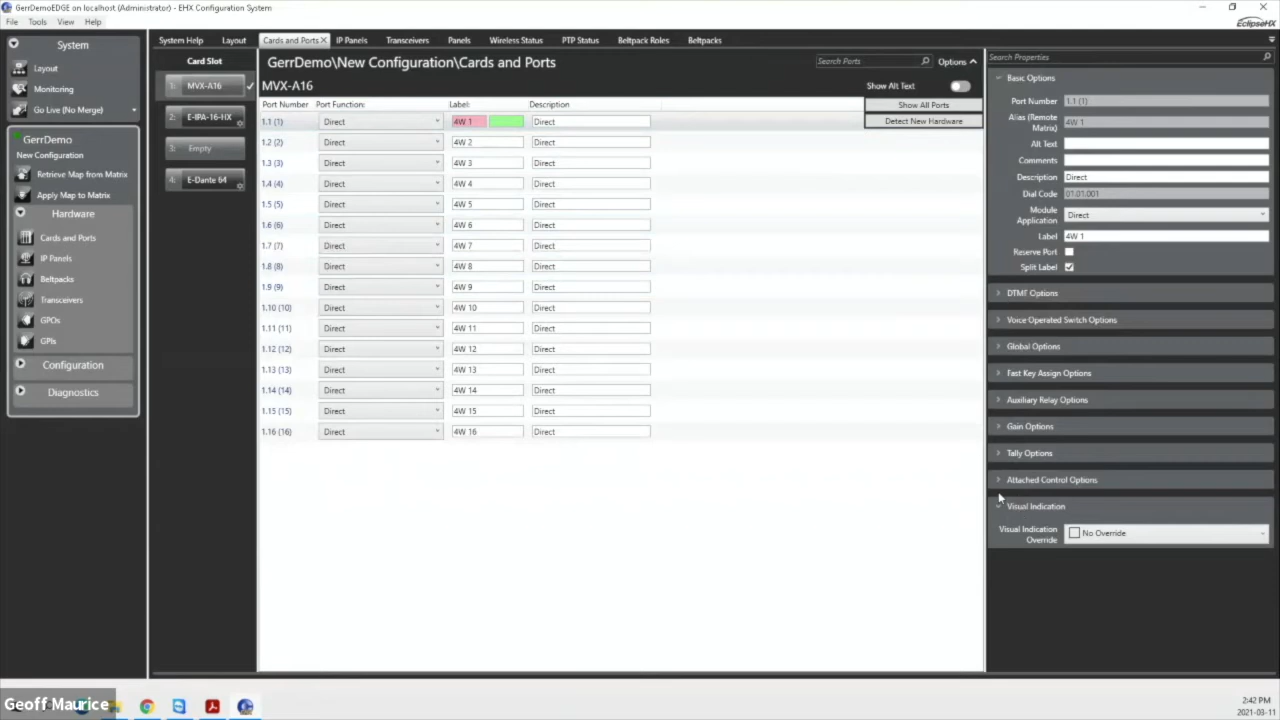 GerrDemoEDGE on localhost (Administrator) - EHX Configuration System
File Tools View Help
EclipseHX
System
Layout
Monitoring
Go Live (No Merge)
GerrDemo
New Configuration
Retrieve Map from Matrix
Apply Map to Matrix
Hardware
Cards and Ports
IP Panels
Beltpacks
Transceivers
GPOs
GPIs
Configuration
Diagnostics
System Help Layout Cards and Ports X IP Panels Transceivers Panels Wireless Status PTP Status Beltpack Roles Beltpacks
Card Slot
1: MVX-A16
2: E-IPA-16-HX
3: Empty
4: E-Dante 64
GerrDemo\New Configuration\Cards and Ports
Search Ports
Options
MVX-A16
Show Alt Text
Show All Ports
Detect New Hardware
Port Number Port Function: Label: Description
1.1 (1) Direct 4W 1 Direct
1.2 (2) Direct 4W 2 Direct
1.3 (3) Direct 4W 3 Direct
1.4 (4) Direct 4W 4 Direct
1.5 (5) Direct 4W 5 Direct
1.6 (6) Direct 4W 6 Direct
1.7 (7) Direct 4W 7 Direct
1.8 (8) Direct 4W 8 Direct
1.9 (9) Direct 4W 9 Direct
1.10 (10) Direct 4W 10 Direct
1.11 (11) Direct 4W 11 Direct
1.12 (12) Direct 4W 12 Direct
1.13 (13) Direct 4W 13 Direct
1.14 (14) Direct 4W 14 Direct
1.15 (15) Direct 4W 15 Direct
1.16 (16) Direct 4W 16 Direct
Search Properties
Basic Options
Port Number 1.1 (1)
Alias (Remote
Matrix) 4W 1
Alt Text
Comments
Description Direct
Dial Code 01.01.001
Module
Application Direct
Label 4W 1
Reserve Port
Split Label
DTMF Options
Voice Operated Switch Options
Global Options
Fast Key Assign Options
Auxiliary Relay Options
Gain Options
Tally Options
Attached Control Options
Visual Indication
Visual Indication
Override No Override
Geoff Maurice
2:42 PM
2021-03-11